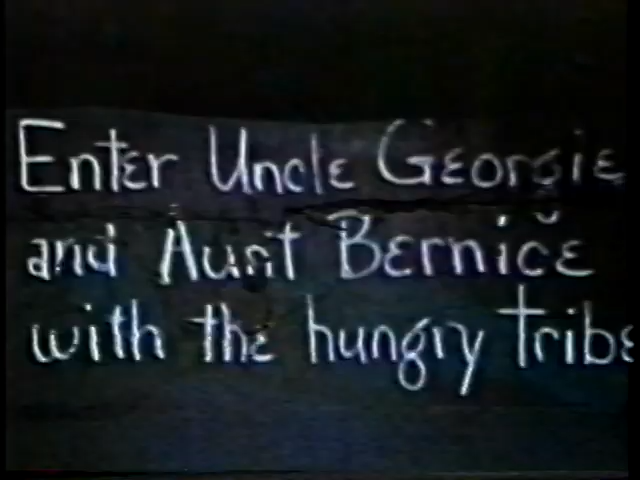 Enter Uncle Georgie
and Aunt Bernice
with the hungry tribe